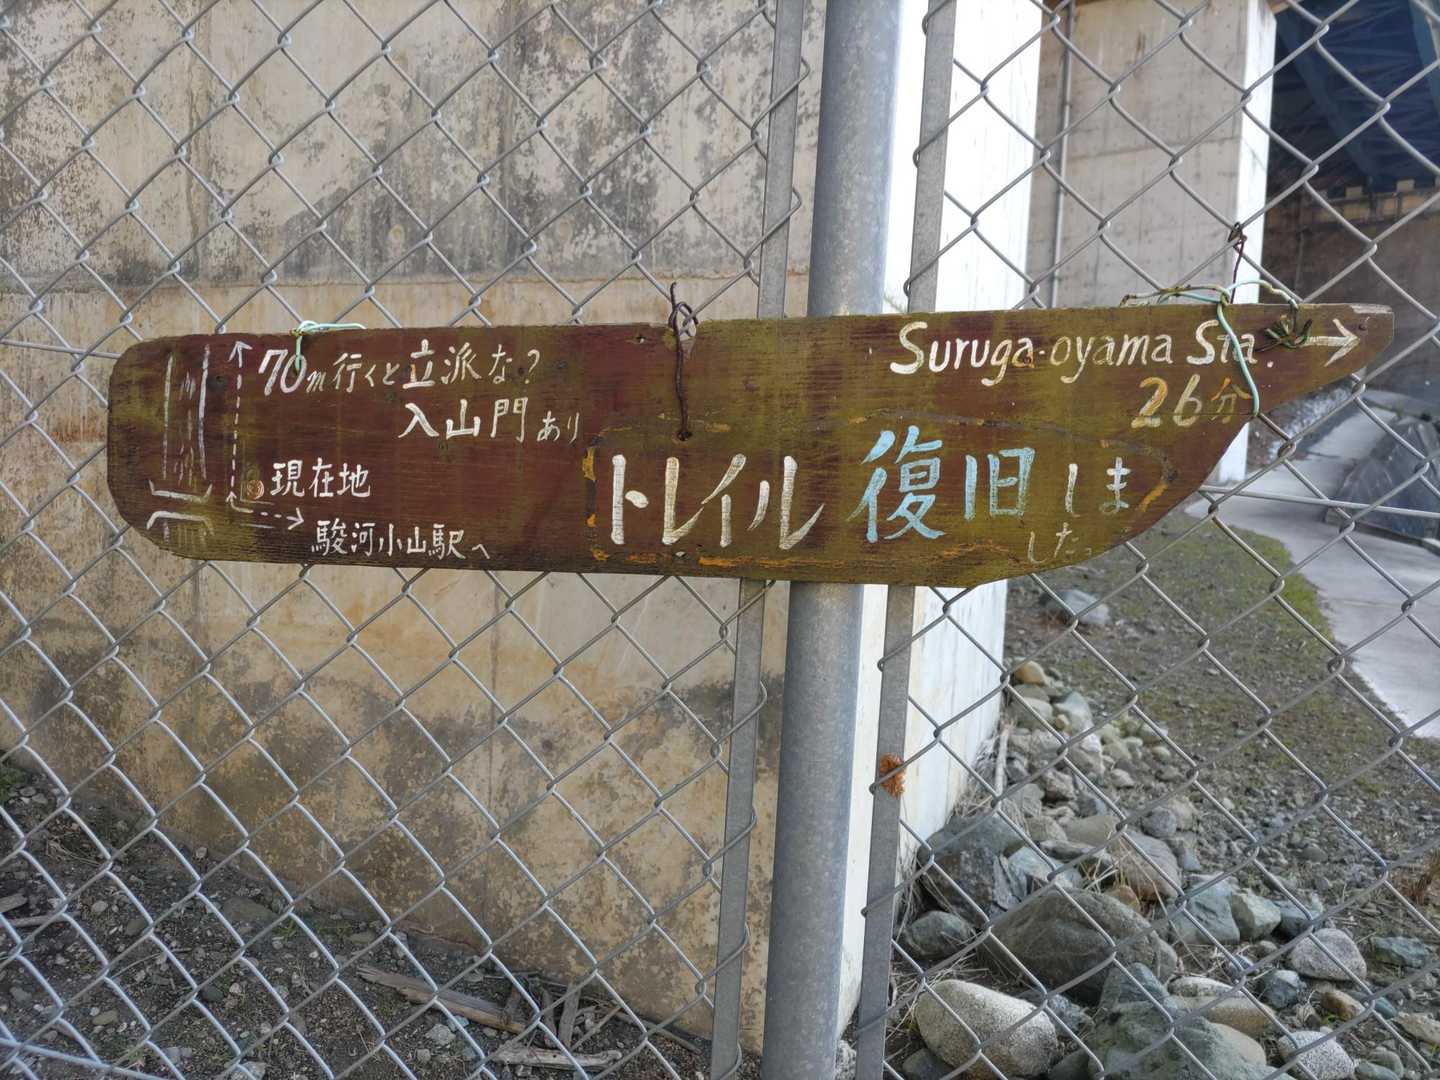 70m行くと立派な?
入山門あり
現在地
駿河小山駅へ
トレイル復旧しま
した。
Suruga-oyama Sta.
26分